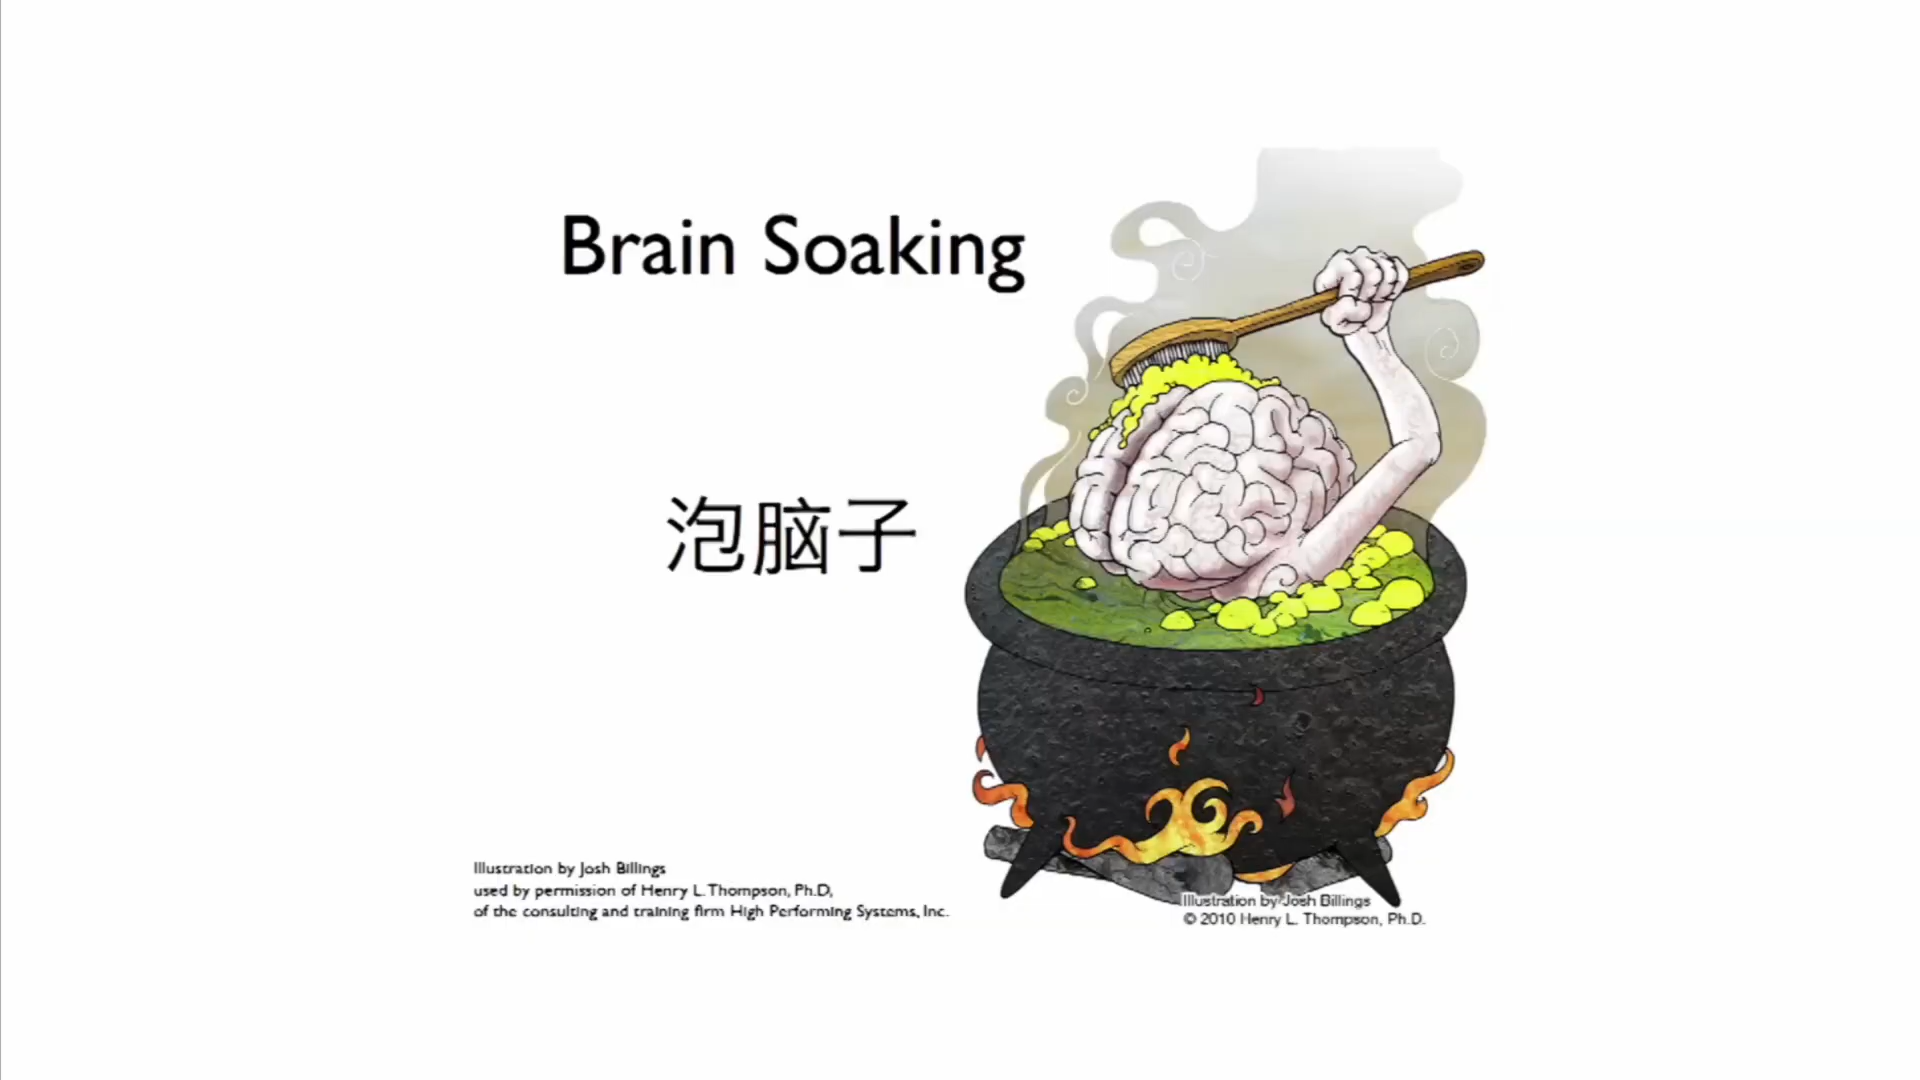 Brain Soaking
泡脑子
Illustration by Josh Billings
used by permission of Henry L. Thompson, Ph.D,
of the consulting and training firm High Performing Systems, Inc.
Illustration by Josh Billings
© 2010 Henry L. Thompson, Ph.D.